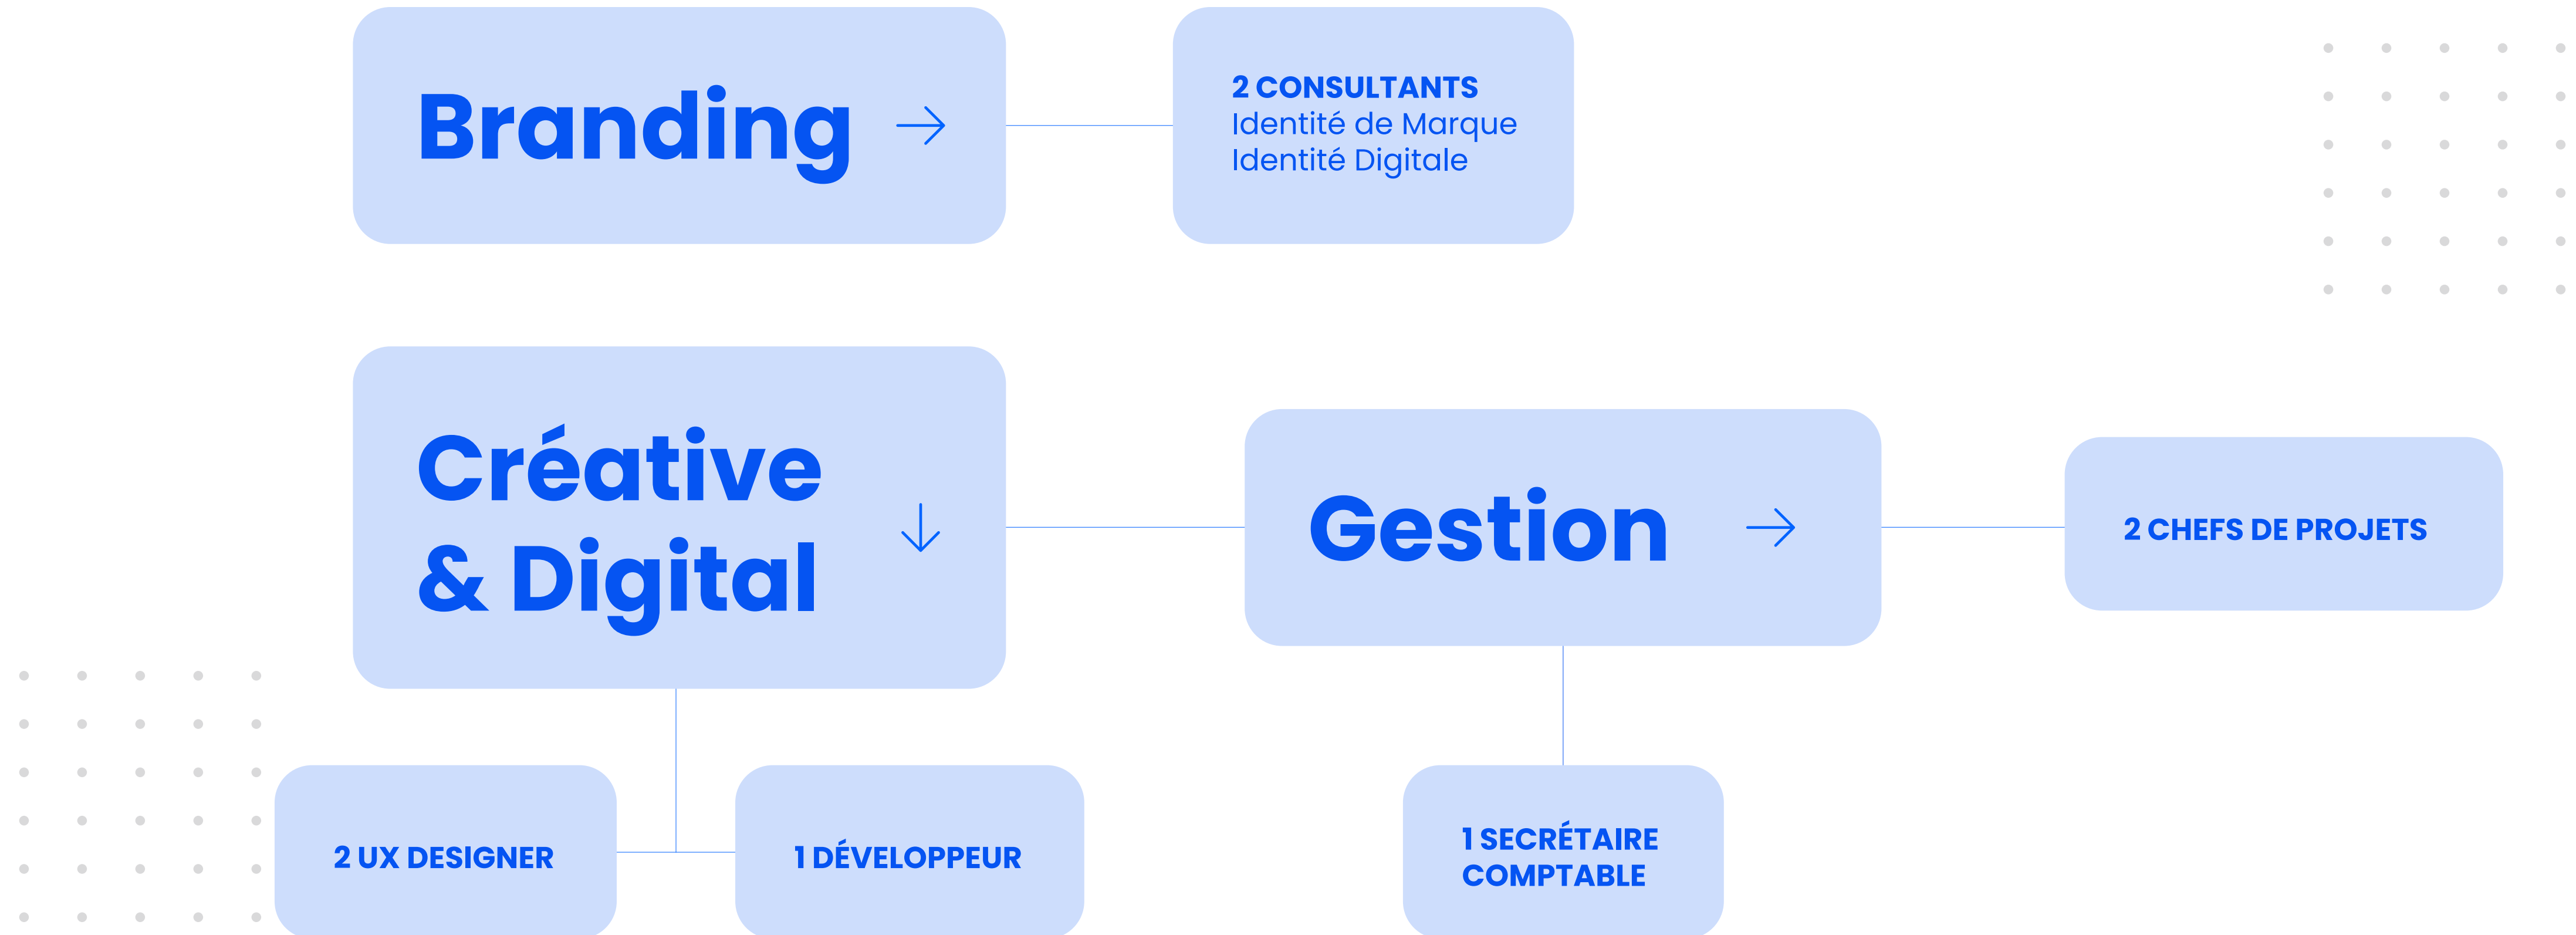 Branding
2 CONSULTANTS
Identité de Marque
Identité Digitale
Créative
& Digital
Gestion
2 CHEFS DE PROJETS
2 UX DESIGNER
1 DÉVELOPPEUR
1 SECRÉTAIRE
COMPTABLE